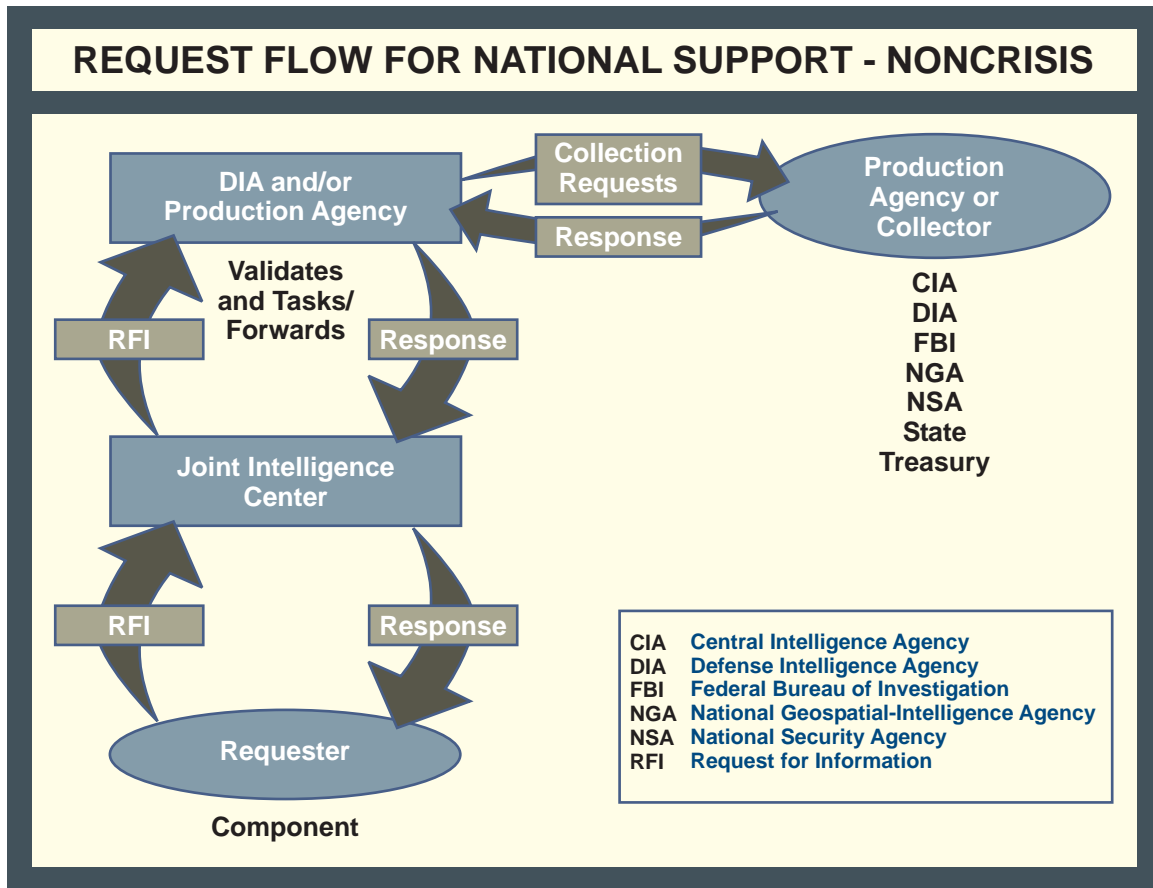 REQUEST FLOW FOR NATIONAL SUPPORT - NONCRISIS
DIA and/or
Production Agency
Collection
Requests
Response
Production
Agency or
Collector
Validates
and Tasks/
Forwards
RFI
Response
CIA
DIA
FBI
NGA
NSA
State
Treasury
Joint Intelligence
Center
RFI
Response
Requester
Component
CIA Central Intelligence Agency
DIA Defense Intelligence Agency
FBI Federal Bureau of Investigation
NGA National Geospatial-Intelligence Agency
NSA National Security Agency
RFI Request for Information